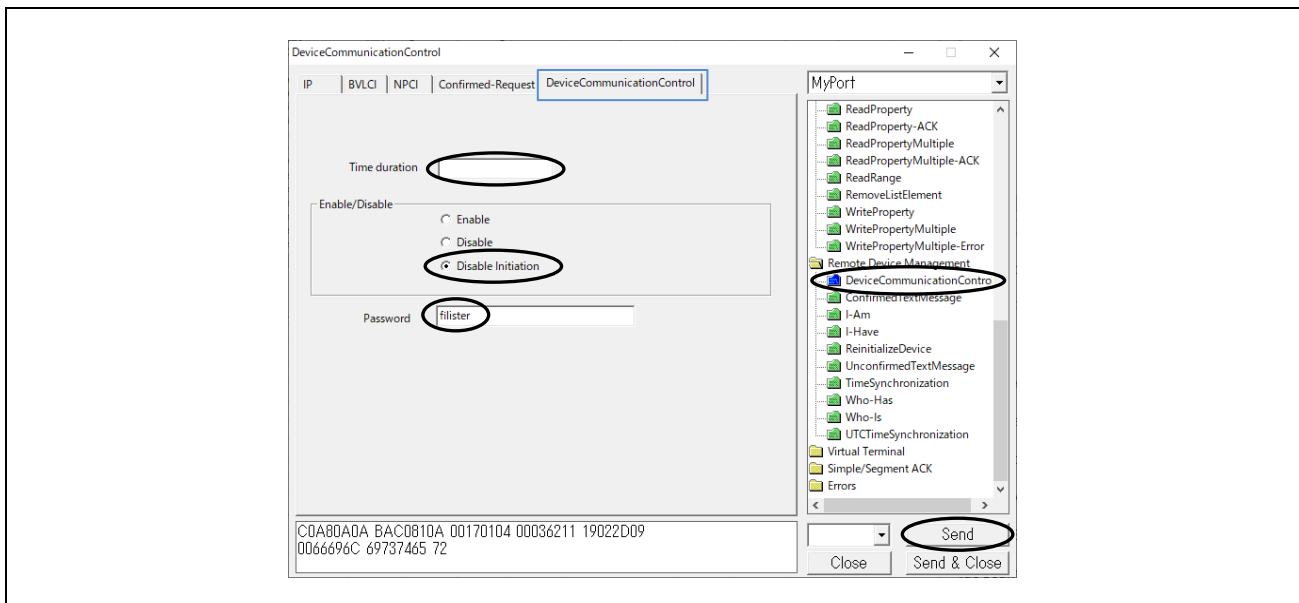 DeviceCommunicationControl
IP BVLCI NPCI Confirmed-Request DeviceCommunicationControl
Time duration
Enable/Disable
Enable
Disable
Disable Initiation
Password filister
MyPort
ReadProperty
ReadProperty-ACK
ReadPropertyMultiple
ReadPropertyMultiple-ACK
ReadRange
RemoveListElement
WriteProperty
WritePropertyMultiple
WritePropertyMultiple-Error
Remote Device Management
DeviceCommunicationContro
ConfirmedTextMessage
I-Am
I-Have
ReinitializeDevice
UnconfirmedTextMessage
TimeSynchronization
Who-Has
Who-Is
UTCTimeSynchronization
Virtual Terminal
Simple/Segment ACK
Errors
C0A80A0A BAC0810A 00170104 00036211 19022D09
0066696C 69737465 72
Send
Close Send & Close